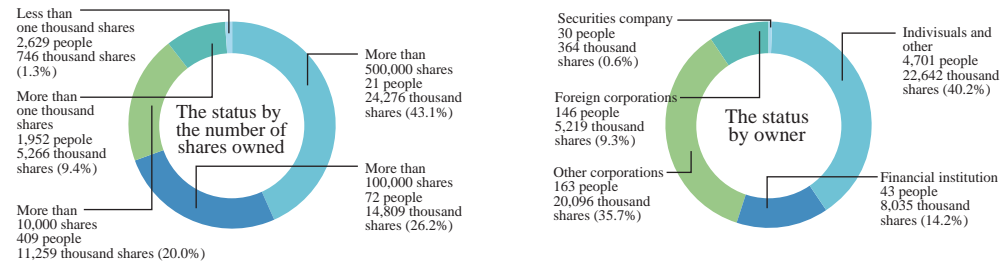 Less than
one thousand shares
2,629 people
746 thousand shares
(1.3%)
More than
one thousand
shares
1,952 pepole
5,266 thousand
shares (9.4%)
More than
10,000 shares
409 people
11,259 thousand shares (20.0%)
The status by
the number of
shares owned
More than
500,000 shares
21 people
24,276 thousand
shares (43.1%)
More than
100,000 shares
72 people
14,809 thousand
shares (26.2%)
Securities company
30 people
364 thousand
shares (0.6%)
Foreign corporations
146 people
5,219 thousand
shares (9.3%)
Other corporations
163 people
20,096 thousand
shares (35.7%)
The status
by owner
Indivisuals and
other
4,701 people
22,642 thousand
shares (40.2%)
Financial institution
43 people
8,035 thousand
shares (14.2%)